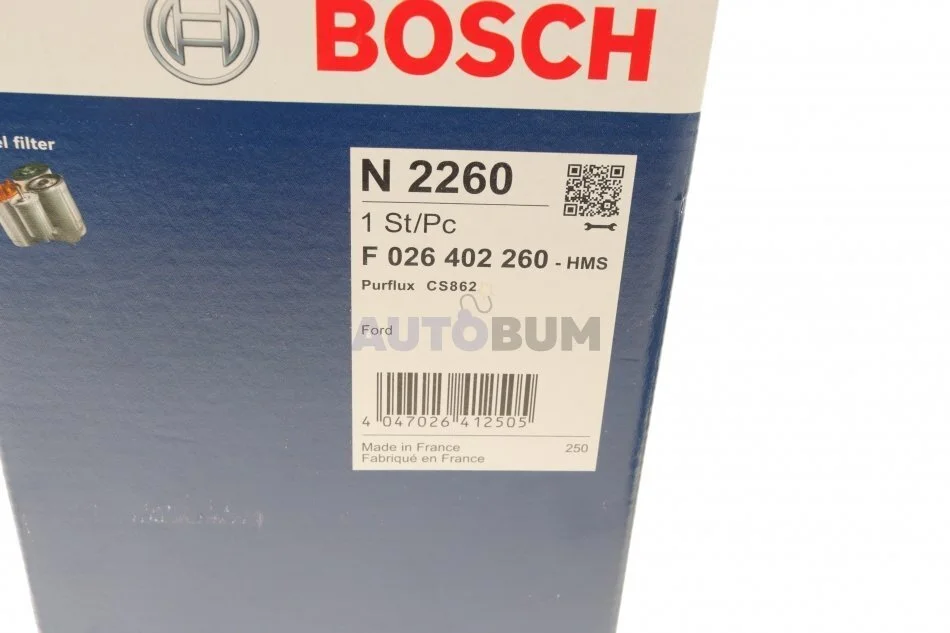 BOSCH
el filter
N 2260
1 St/Pc
F 026 402 260 - HMS
Purflux CS862
AUTOBUM
Ford
4 047026 412505
Made in France 250
Fabriqué en France